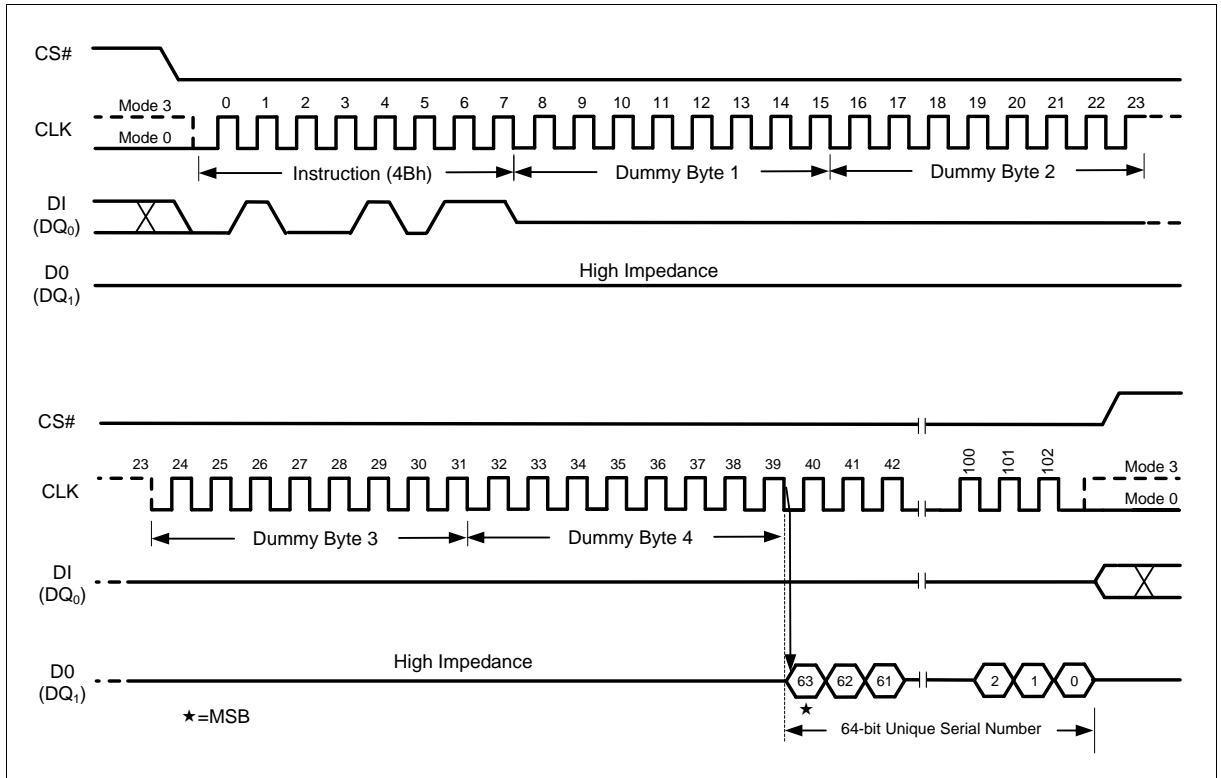 CS#
Mode 3
0 1 2 3 4 5 6 7 8 9 10 11 12 13 14 15 16 17 18 19 20 21 22 23
CLK
Mode 0
Instruction (4Bh)
Dummy Byte 1
Dummy Byte 2
DI
(DQ0)
D0
(DQ1)
High Impedance
CS#
23 24 25 26 27 28 29 30 31 32 33 34 35 36 37 38 39 40 41 42 100 101 102
Mode 3
CLK
Mode 0
Dummy Byte 3
Dummy Byte 4
DI
(DQ0)
High Impedance
D0
(DQ1)
63 62 61 2 1 0
★=MSB
★
64-bit Unique Serial Number